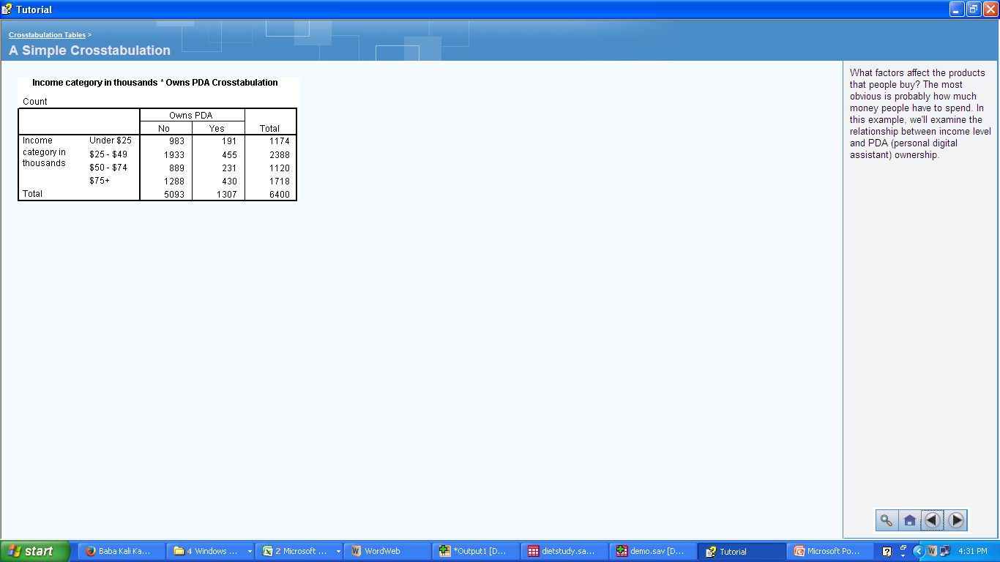 Tutorial
Crosstabulation Tables >
A Simple Crosstabulation
Income category in thousands * Owns PDA Crosstabulation
Count
Owns PDA
No Yes Total
Income category in thousands Under $25 983 191 1174
$25 - $49 1933 455 2388
$50 - $74 889 231 1120
$75+ 1288 430 1718
Total 5093 1307 6400
What factors affect the products
that people buy? The most
obvious is probably how much
money people have to spend. In
this example, we'll examine the
relationship between income level
and PDA (personal digital
assistant) ownership.
start Baba Kali Ka... 4 Windows ... 2 Microsoft ... WordWeb *Output1 [D... dietstudy.sa... demo.sav [D... Tutorial Microsoft Po... 4:31 PM